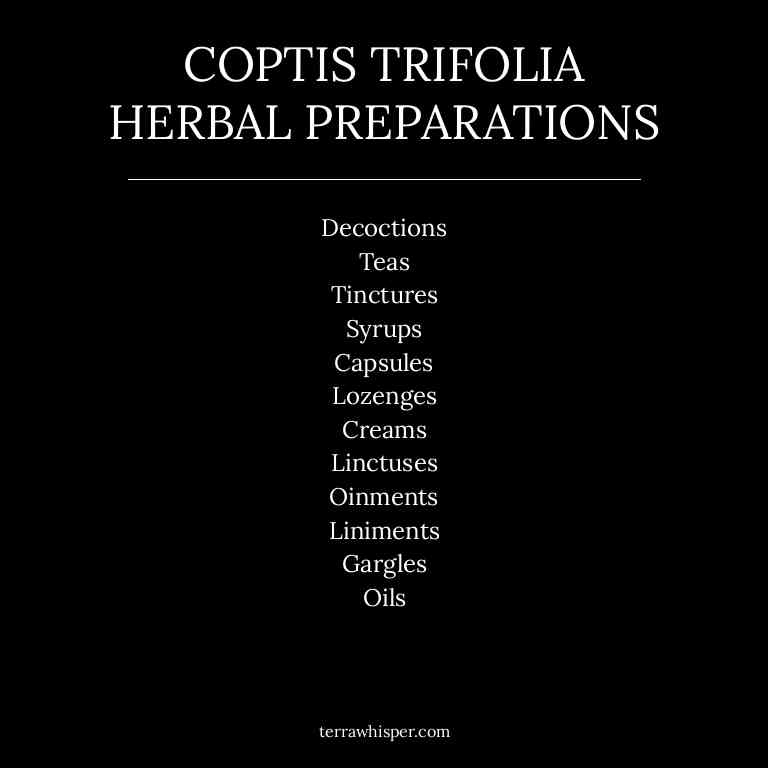 COPTIS TRIFOLIA
HERBAL PREPARATIONS
Decoctions
Teas
Tinctures
Syrups
Capsules
Lozenges
Creams
Linctuses
Oinments
Liniments
Gargles
Oils
terrawhisper.com